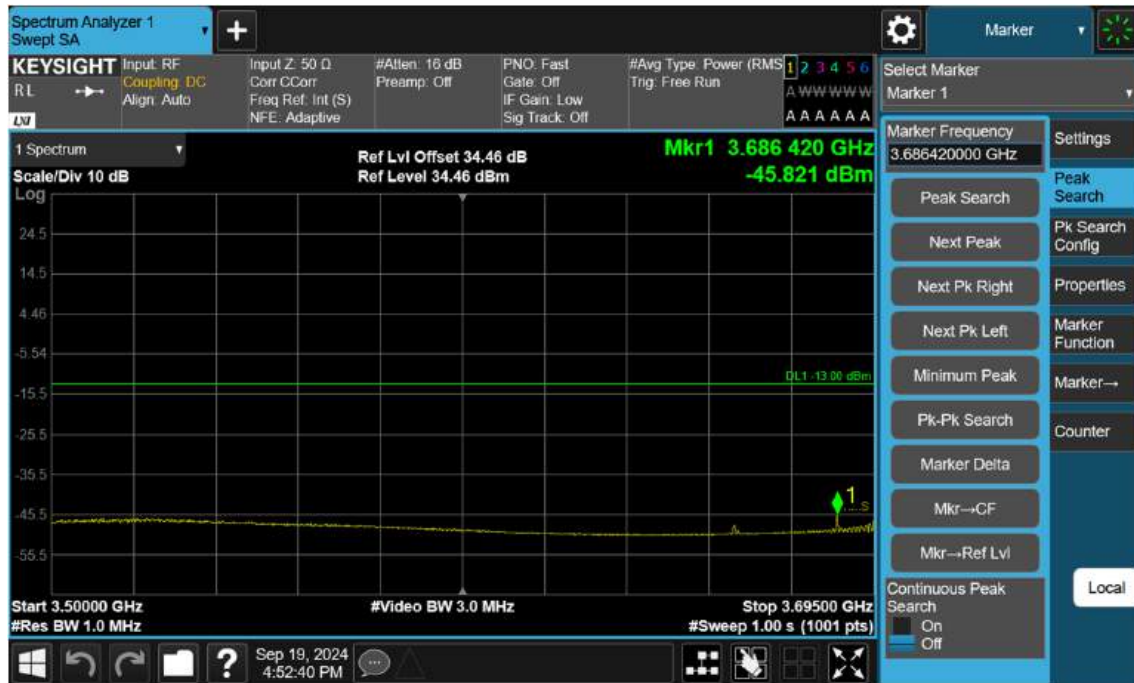 Spectrum Analyzer 1
Swept SA
Marker
KEYSIGHT
RL
LXI
Input: RF
Coupling: DC
Align: Auto
Input Z: 50 Ω
Corr CCorr
Freq Ref: Int (S)
NFE: Adaptive
#Atten: 16 dB
Preamp: Off
PNO: Fast
Gate: Off
IF Gain: Low
Sig Track: Off
#Avg Type: Power (RMS
Trig: Free Run
1 2 3 4 5 6
A W W W W W
A A A A A A
Select Marker
Marker 1
1 Spectrum
Scale/Div 10 dB
Log
Ref Lvl Offset 34.46 dB
Ref Level 34.46 dBm
Mkr1 3.686 420 GHz
-45.821 dBm
24.5
14.5
4.46
-5.54
-15.5
-25.5
-35.5
-45.5
-55.5
DL1 -13.00 dBm
1
S
Start 3.50000 GHz
#Res BW 1.0 MHz
#Video BW 3.0 MHz
Stop 3.69500 GHz
#Sweep 1.00 s (1001 pts)
Marker Frequency
3.686420000 GHz
Peak Search
Next Peak
Next Pk Right
Next Pk Left
Minimum Peak
Pk-Pk Search
Marker Delta
Mkr→CF
Mkr→Ref Lvl
Continuous Peak
Search
On
Off
Settings
Peak
Search
Pk Search
Config
Properties
Marker
Function
Marker→
Counter
Local
?
Sep 19, 2024
4:52:40 PM